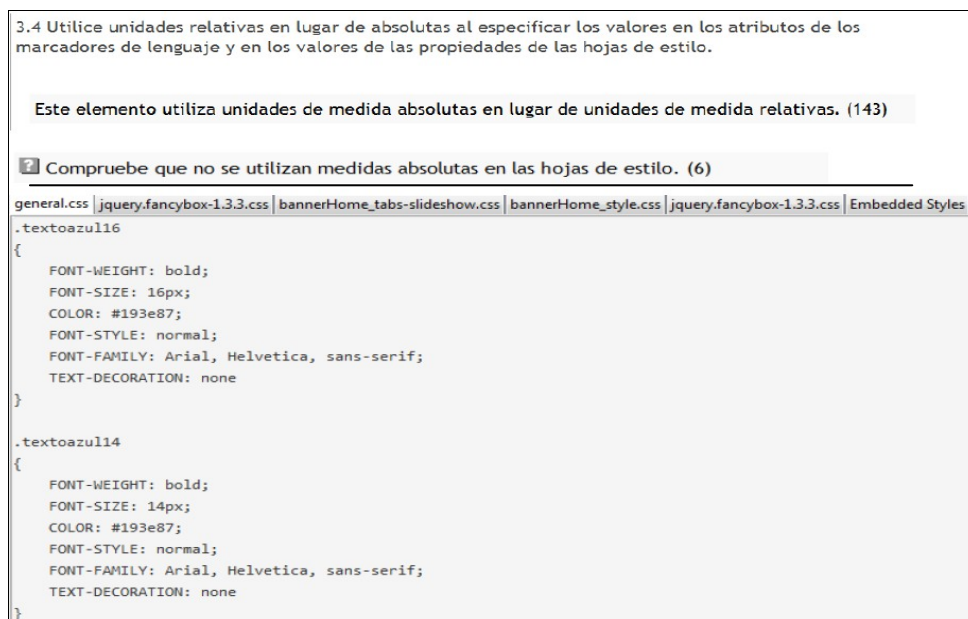 3.4 Utilice unidades relativas en lugar de absolutas al especificar los valores en los atributos de los
marcadores de lenguaje y en los valores de las propiedades de las hojas de estilo.
Este elemento utiliza unidades de medida absolutas en lugar de unidades de medida relativas. (143)
? Compruebe que no se utilizan medidas absolutas en las hojas de estilo. (6)
general.css | jquery.fancybox-1.3.3.css | bannerHome_tabs-slideshow.css | bannerHome_style.css | jquery.fancybox-1.3.3.css | Embedded Styles
.textoazul16
{
    FONT-WEIGHT: bold;
    FONT-SIZE: 16px;
    COLOR: #193e87;
    FONT-STYLE: normal;
    FONT-FAMILY: Arial, Helvetica, sans-serif;
    TEXT-DECORATION: none
}
.textoazul14
{
    FONT-WEIGHT: bold;
    FONT-SIZE: 14px;
    COLOR: #193e87;
    FONT-STYLE: normal;
    FONT-FAMILY: Arial, Helvetica, sans-serif;
    TEXT-DECORATION: none
}